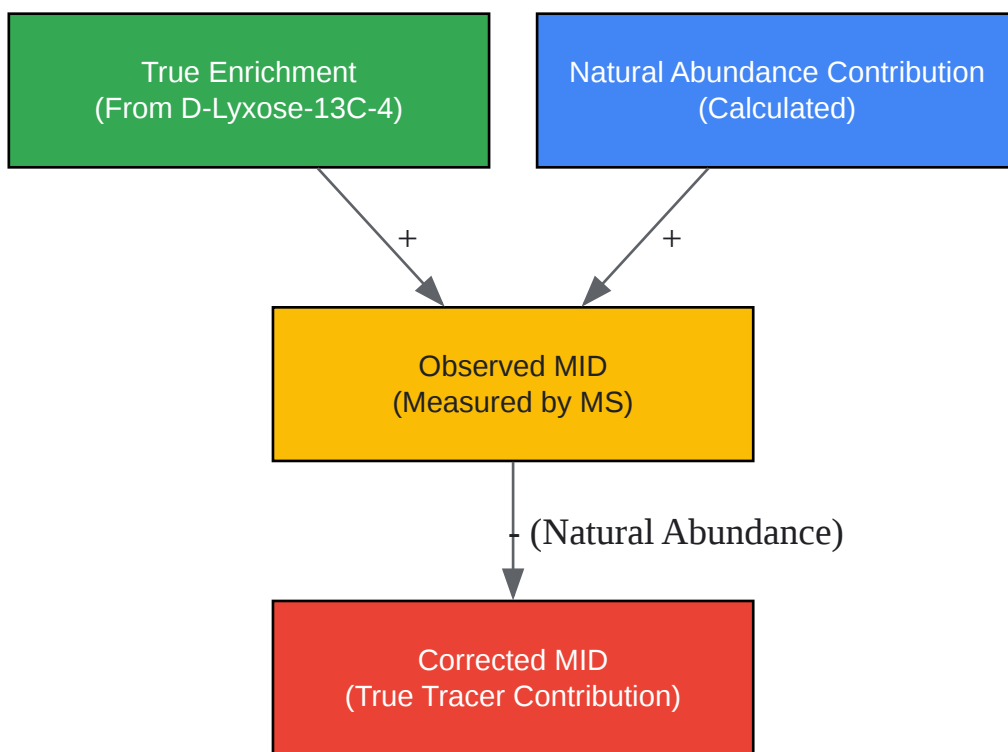 True Enrichment
(From D-Lyxose-13C-4)
Natural Abundance Contribution
(Calculated)
+
+
Observed MID
(Measured by MS)
- (Natural Abundance)
Corrected MID
(True Tracer Contribution)